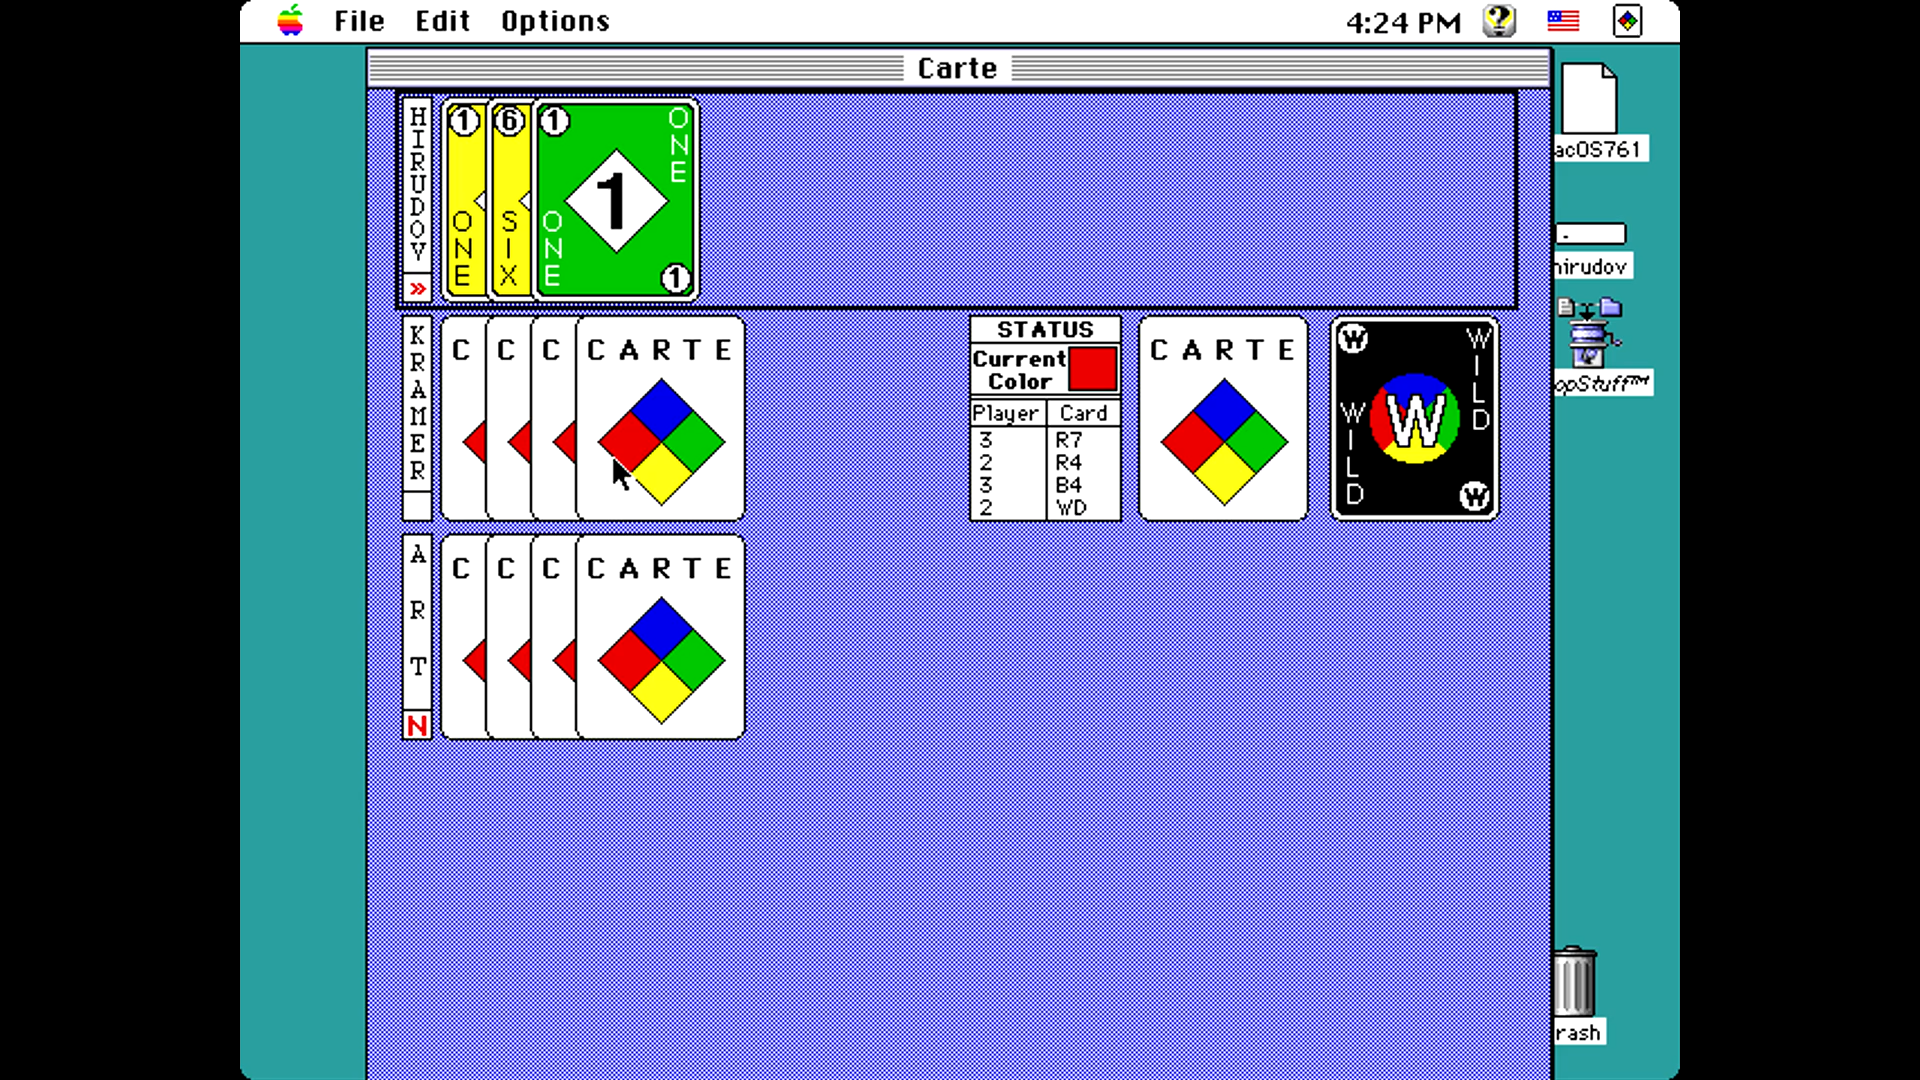 File Edit Options 4:24 PM
Carte
HIRUDOV
»
1 ONE
6 SIX
1 ONE
1
ONE 1
KRAMER
C C C CARTE
STATUS
Current Color
Player Card
3 R7
2 R4
3 B4
2 WD
CARTE
W WILD
W
WILD W
ART
N
C C C CARTE
acOS761
hirudov
opStuff™
rash